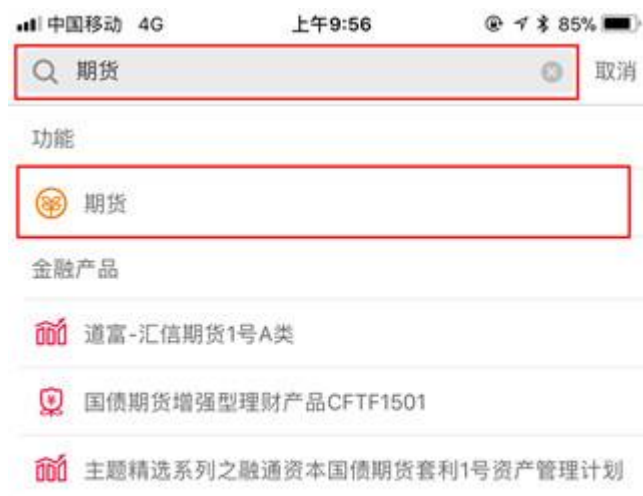 中国移动 4G 上午9:56 85%
期货 取消
功能
期货
金融产品
道富-汇信期货1号A类
国债期货增强型理财产品CFTF1501
主题精选系列之融通资本国债期货套利1号资产管理计划